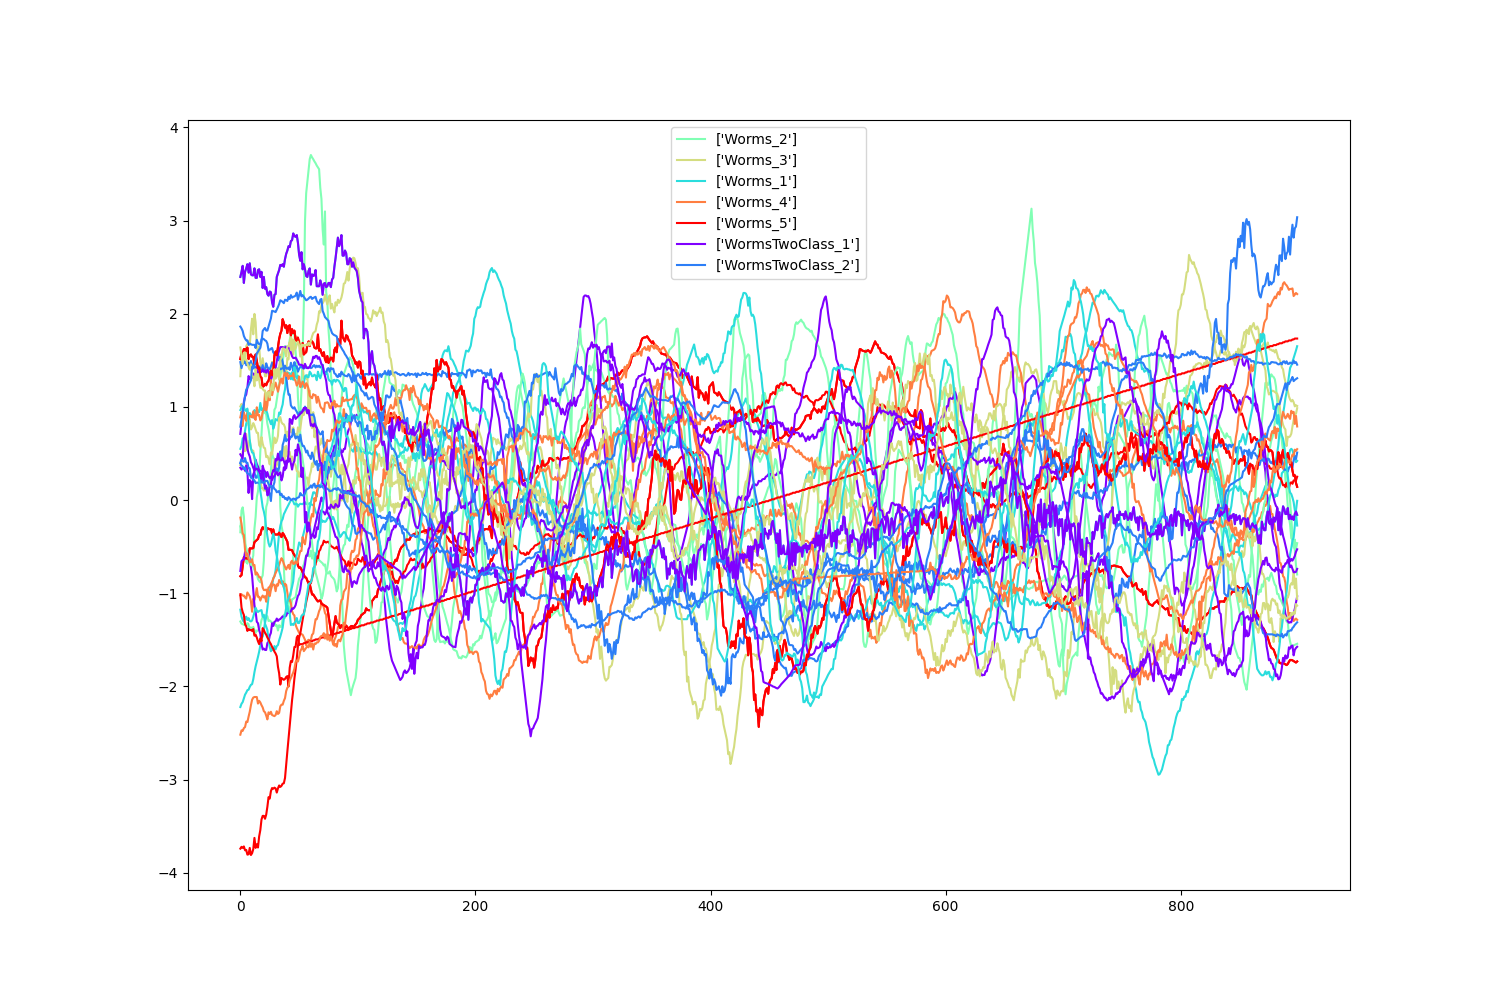 ['Worms_2']
['Worms_3']
['Worms_1']
['Worms_4']
['Worms_5']
['WormsTwoClass_1']
['WormsTwoClass_2']
4
3
2
1
0
−1
−2
−3
−4
0 200 400 600 800